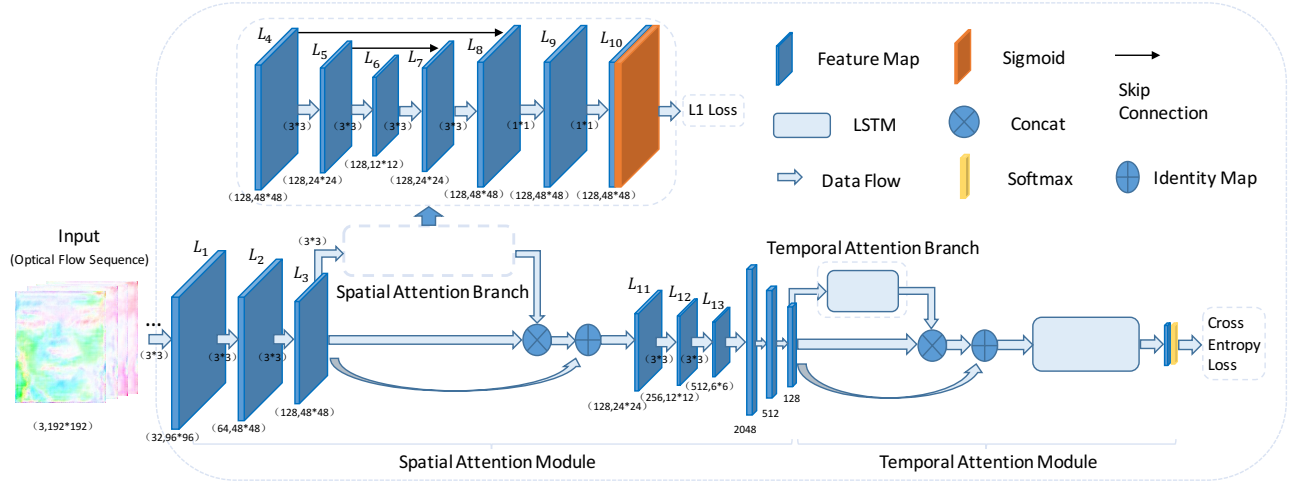 L4
L5
L6
L7
L8
L9
L10
(3*3)
(3*3)
(3*3)
(3*3)
(1*1)
(1*1)
(128,48*48)
(128,24*24)
(128,12*12)
(128,24*24)
(128,48*48)
(128,48*48)
(128,48*48)
L1 Loss
Feature Map
Sigmoid
Skip
Connection
LSTM
Concat
Data Flow
Softmax
Identity Map
Input
(Optical Flow Sequence)
(3,192*192)
...
(3*3)
L1
(32,96*96)
(3*3)
L2
(64,48*48)
(3*3)
L3
(128,48*48)
(3*3)
Spatial Attention Branch
L11
(128,24*24)
(3*3)
L12
(256,12*12)
(3*3)
L13
(512,6*6)
2048
512
128
Temporal Attention Branch
Cross
Entropy
Loss
Spatial Attention Module
Temporal Attention Module